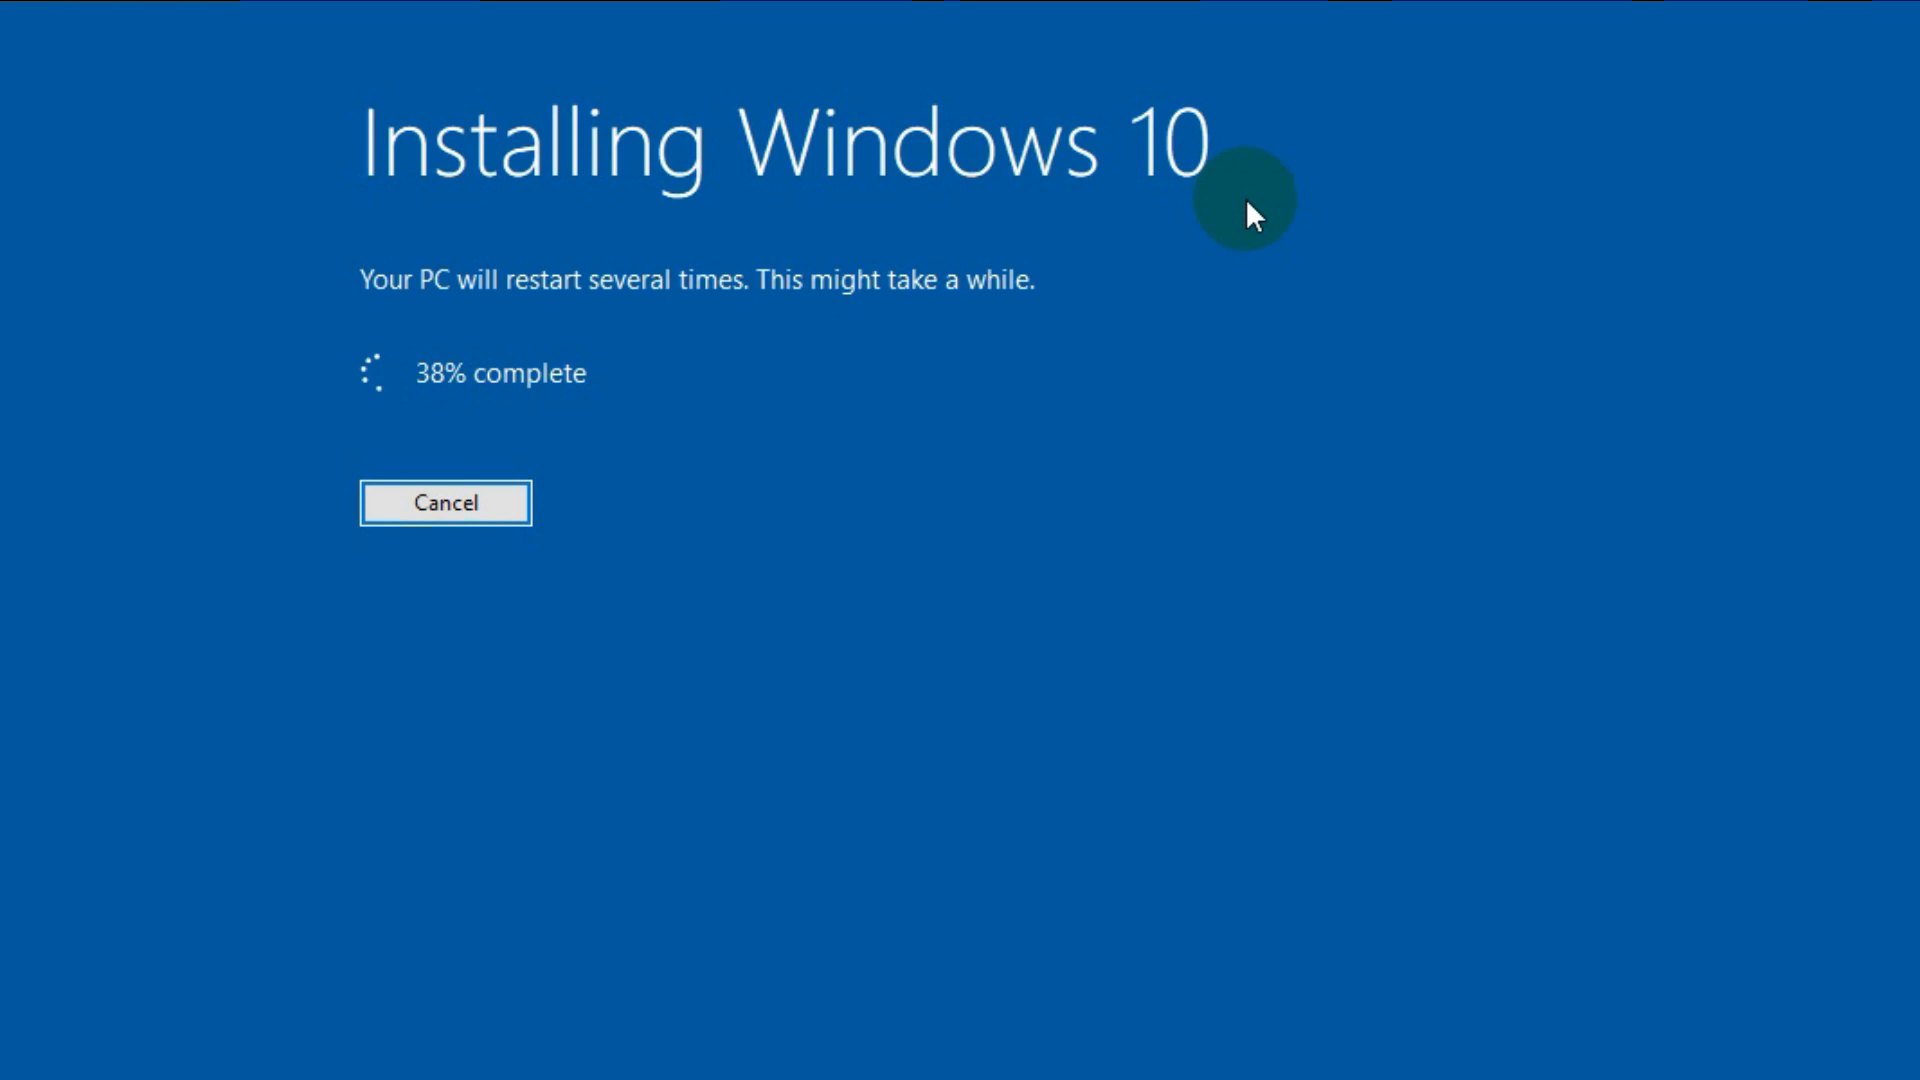 Installing Windows 10
Your PC will restart several times. This might take a while.
38% complete
Cancel